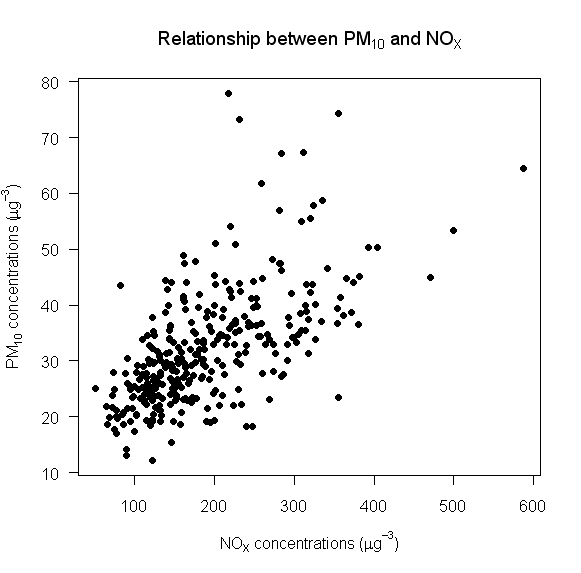 Relationship between PM₁₀ and NOₓ
80
70
60
50
40
30
20
10
PM₁₀ concentrations (µg⁻³)
100 200 300 400 500 600
NOₓ concentrations (µg⁻³)